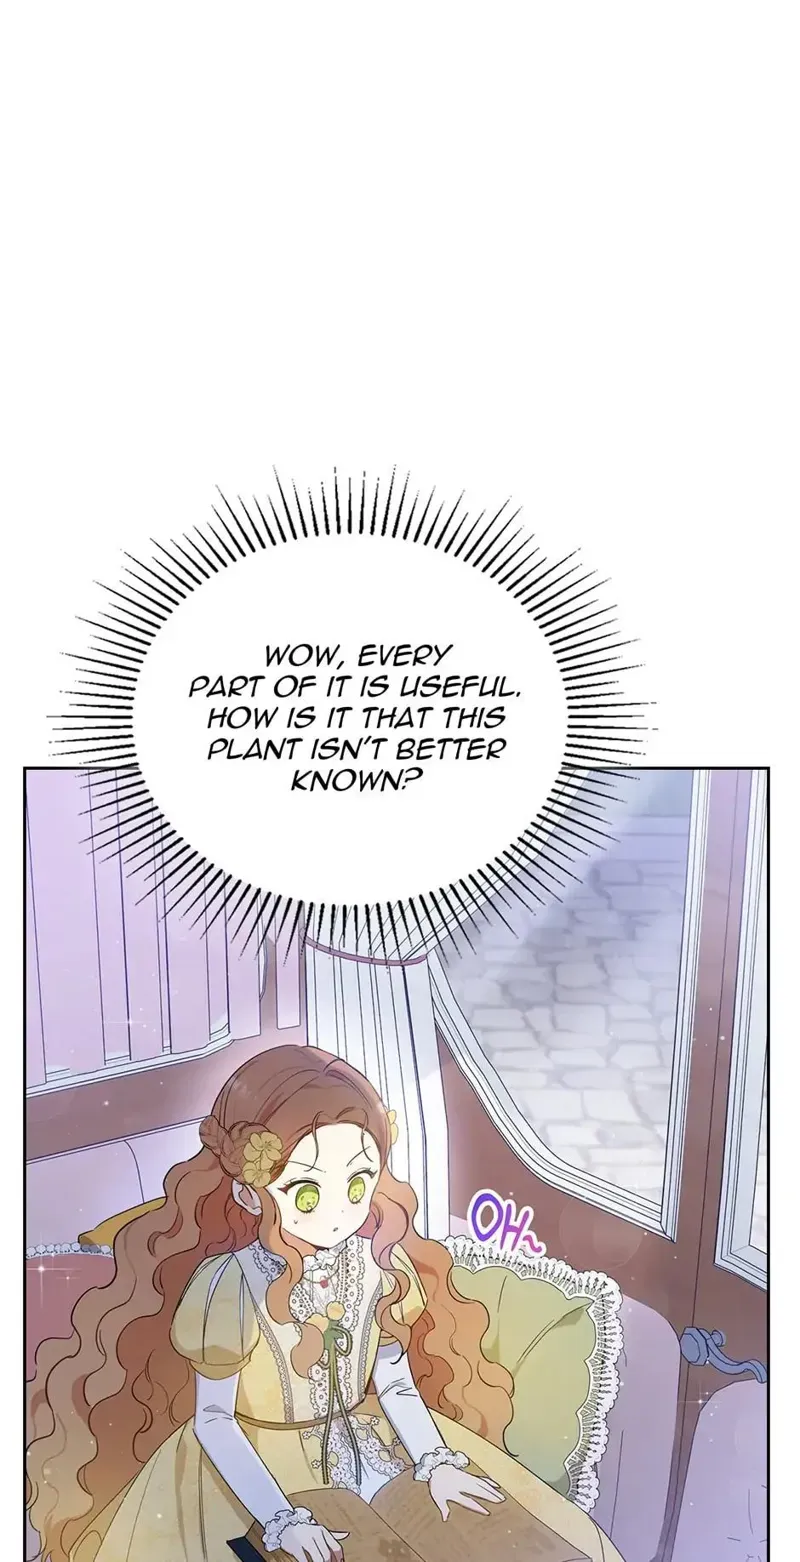 WOW, EVERY
PART OF IT IS USEFUL.
HOW IS IT THAT THIS
PLANT ISN'T BETTER
KNOWN?
OH~